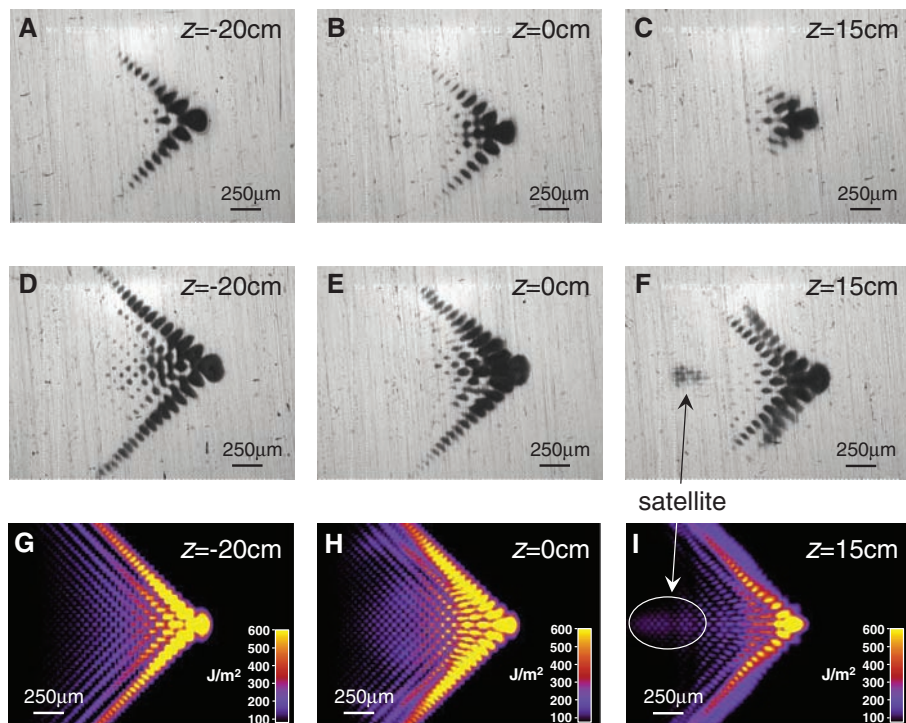 A z=-20cm
250μm
B z=0cm
250μm
C z=15cm
250μm
D z=-20cm
250μm
E z=0cm
250μm
F z=15cm
250μm
satellite
G z=-20cm
600
500
400
300
200
100
J/m²
250μm
H z=0cm
600
500
400
300
200
100
J/m²
250μm
I z=15cm
600
500
400
300
200
100
J/m²
250μm